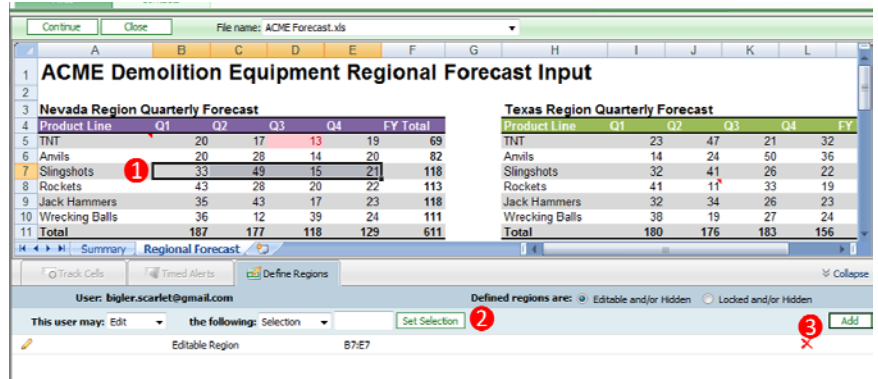 Continue Close File name: ACME Forecast.xls
A B C D E F G H I J K L
1 ACME Demolition Equipment Regional Forecast Input
2
3 Nevada Region Quarterly Forecast Texas Region Quarterly Forecast
4 Product Line Q1 Q2 Q3 Q4 FY Total Product Line Q1 Q2 Q3 Q4 FY
5 TNT 20 17 13 19 69 TNT 23 47 21 32
6 Anvils 20 28 14 20 82 Anvils 14 24 50 36
7 Slingshots 1 33 49 15 21 118 Slingshots 32 41 26 22
8 Rockets 43 28 20 22 113 Rockets 41 11 33 19
9 Jack Hammers 35 43 17 23 118 Jack Hammers 32 34 26 23
10 Wrecking Balls 36 12 39 24 111 Wrecking Balls 38 19 27 24
11 Total 187 177 118 129 611 Total 180 176 183 156
Summary Regional Forecast
Track Cells Timed Alerts Define Regions Collapse
User: bigler.scarlet@gmail.com Defined regions are: Editable and/or Hidden Locked and/or Hidden
This user may: Edit the following: Selection Set Selection 2 3 Add
Editable Region B7:E7